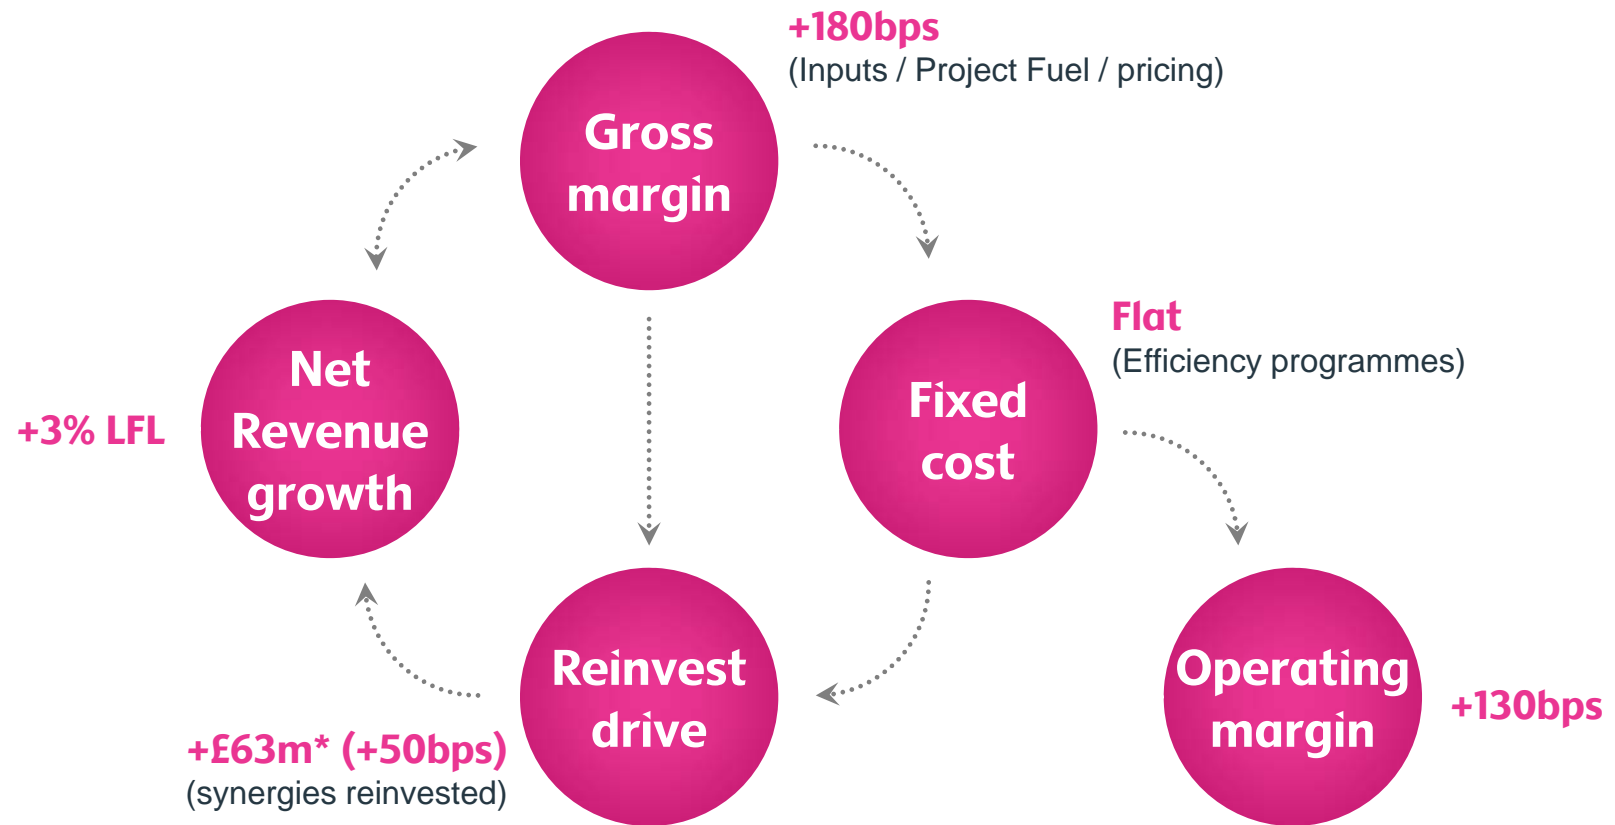 +180bps
(Inputs / Project Fuel / pricing)
Gross
margin
Flat
(Efficiency programmes)
Net
Revenue
growth
+3% LFL
Fixed
cost
Reinvest
drive
+£63m* (+50bps)
(synergies reinvested)
Operating
margin
+130bps